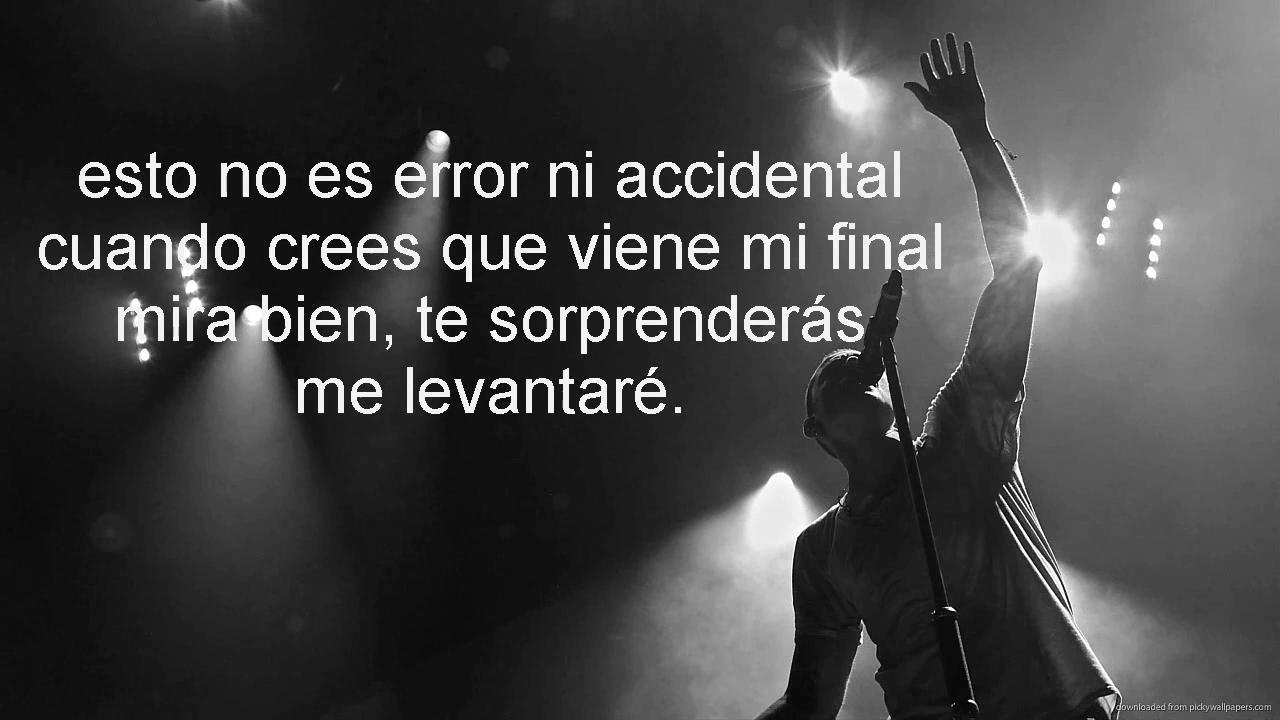 esto no es error ni accidental
cuando crees que viene mi final
mira bien, te sorprenderás
me levantaré.
downloaded from pickywallpapers.com